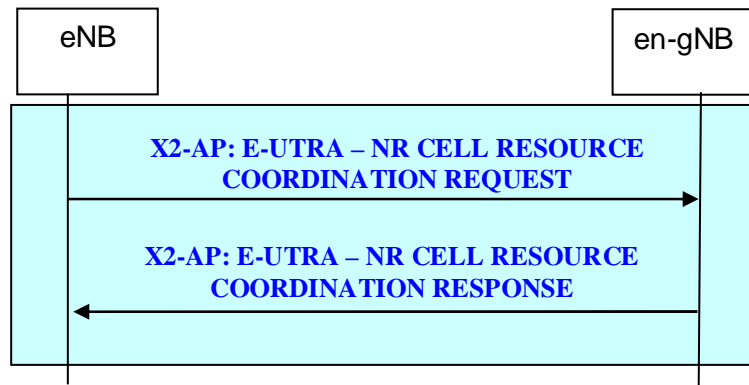 eNB
en-gNB
X2-AP: E-UTRA – NR CELL RESOURCE
COORDINATION REQUEST
X2-AP: E-UTRA – NR CELL RESOURCE
COORDINATION RESPONSE